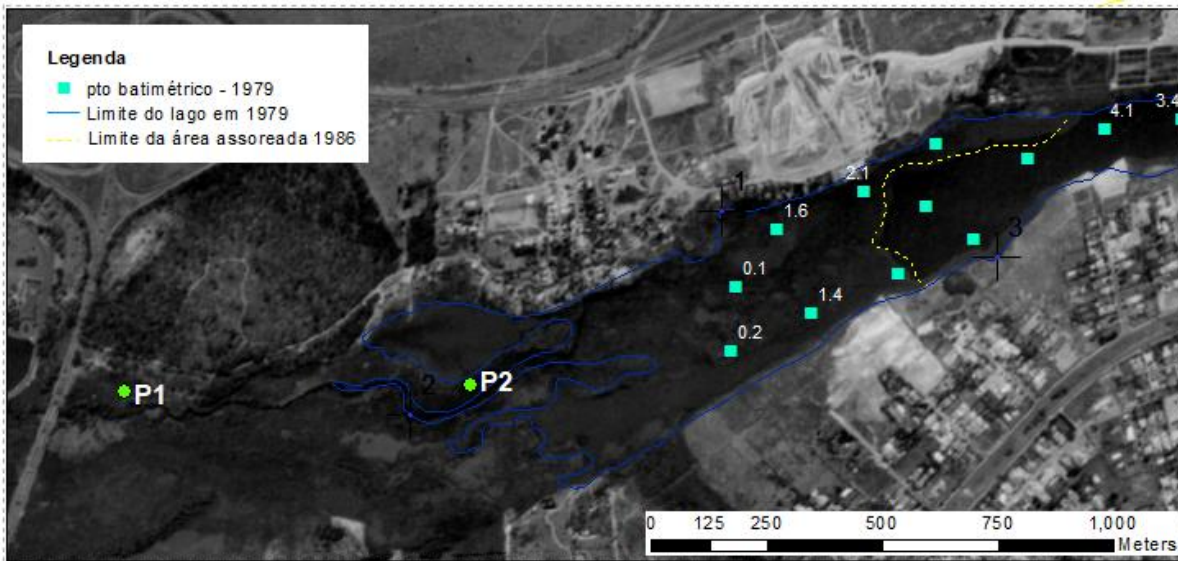 Legenda
pto batimétrico - 1979
Limite do lago em 1979
Limite da área assoreada 1986
4.1
3.4
2.1
1
1.6
3
0.1
1.4
0.2
2
P2
P1
0 125 250 500 750 1,000
Meters